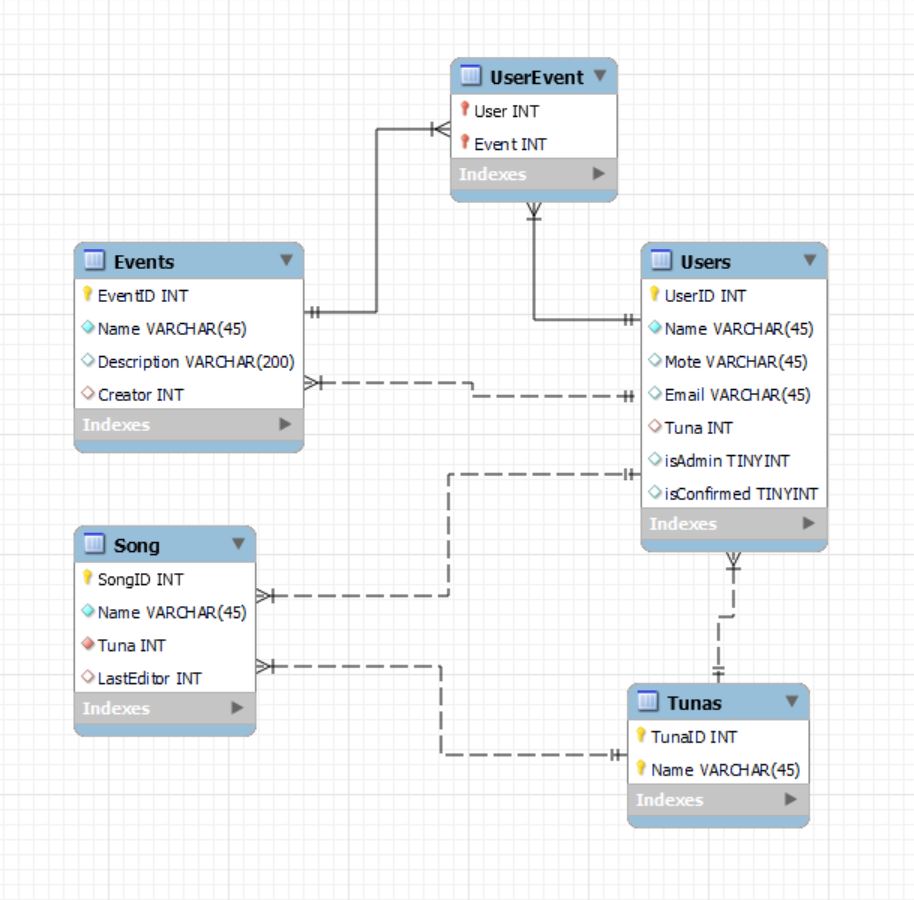 UserEvent
User INT
Event INT
Indexes
Events
EventID INT
Name VARCHAR(45)
Description VARCHAR(200)
Creator INT
Indexes
Users
UserID INT
Name VARCHAR(45)
Mote VARCHAR(45)
Email VARCHAR(45)
Tuna INT
isAdmin TINYINT
isConfirmed TINYINT
Indexes
Song
SongID INT
Name VARCHAR(45)
Tuna INT
LastEditor INT
Indexes
Tunas
TunaID INT
Name VARCHAR(45)
Indexes